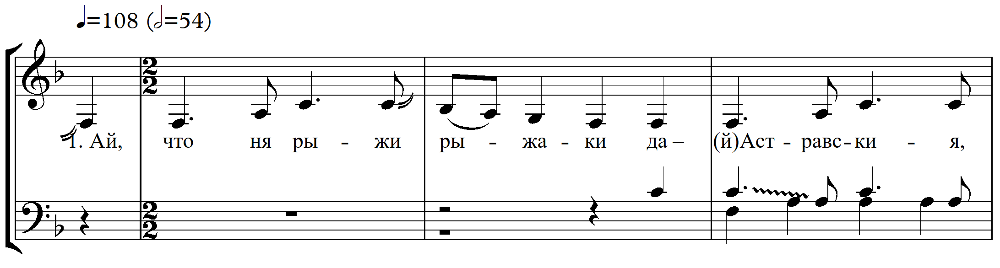 ♩=108 (𝅗𝅥=54)
1. Ай, что ня ры - жи ры - жа - ки да – (й)Аст - равс - ки - я,